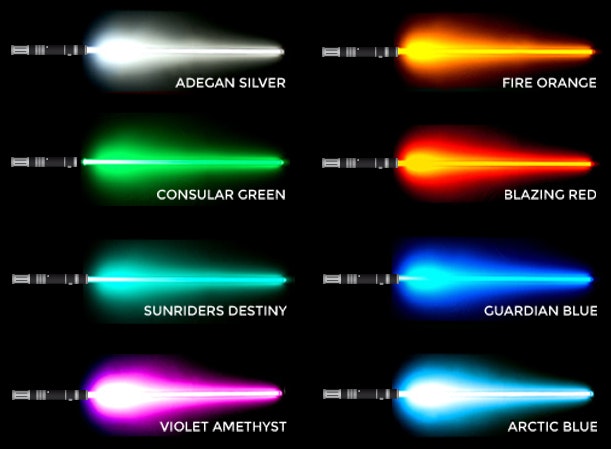 ADEGAN SILVER
FIRE ORANGE
CONSULAR GREEN
BLAZING RED
SUNRIDERS DESTINY
GUARDIAN BLUE
VIOLET AMETHYST
ARCTIC BLUE